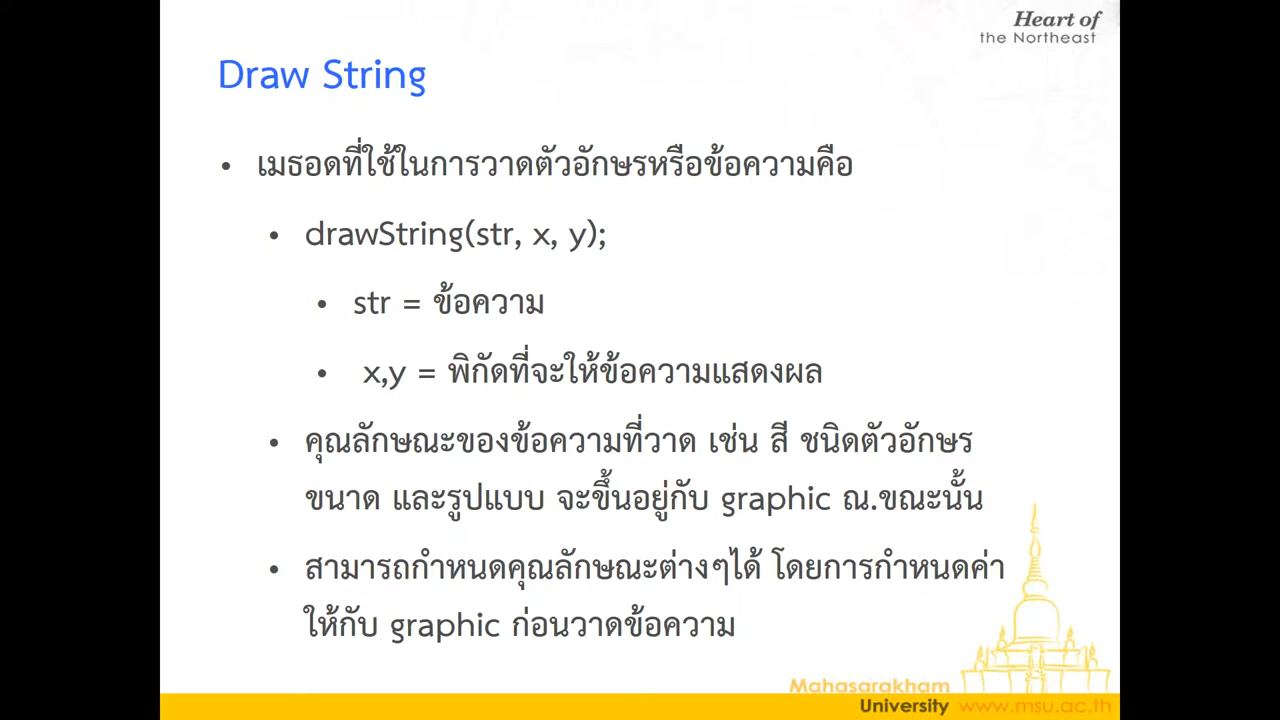 Heart of
the Northeast
Draw String
• เมธอดที่ใช้ในการวาดตัวอักษรหรือข้อความคือ
• drawString(str, x, y);
• str = ข้อความ
• x,y = พิกัดที่จะให้ข้อความแสดงผล
• คุณลักษณะของข้อความที่วาด เช่น สี ชนิดตัวอักษร
ขนาด และรูปแบบ จะขึ้นอยู่กับ graphic ณ.ขณะนั้น
• สามารถกำหนดคุณลักษณะต่างๆได้ โดยการกำหนดค่า
ให้กับ graphic ก่อนวาดข้อความ
Mahasarakham
University www.msu.ac.th